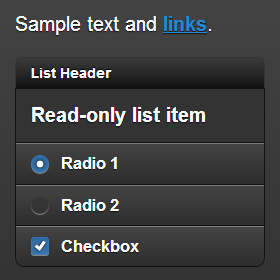 Sample text and links.
List Header
Read-only list item
Radio 1
Radio 2
Checkbox